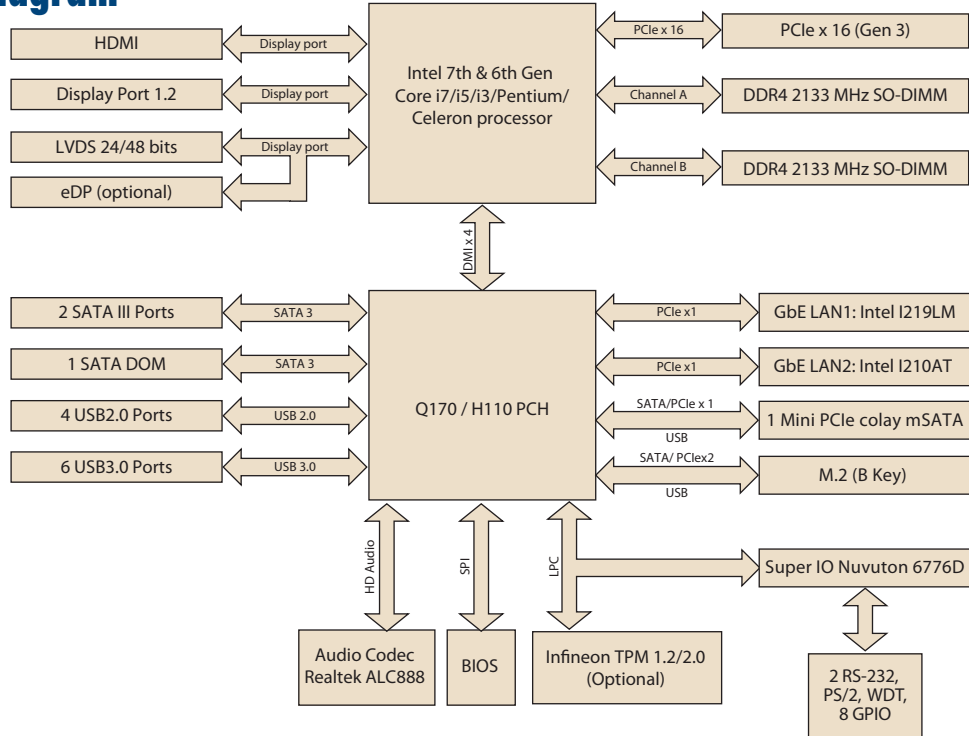 HDMI
Display port
PCIe x 16
PCIe x 16 (Gen 3)
Intel 7th & 6th Gen
Core i7/i5/i3/Pentium/
Celeron processor
Display Port 1.2
Display port
Channel A
DDR4 2133 MHz SO-DIMM
LVDS 24/48 bits
Display port
Channel B
DDR4 2133 MHz SO-DIMM
eDP (optional)
DMI x 4
2 SATA III Ports
SATA 3
PCIe x1
GbE LAN1: Intel I219LM
1 SATA DOM
SATA 3
PCIe x1
GbE LAN2: Intel I210AT
Q170 / H110 PCH
4 USB2.0 Ports
USB 2.0
SATA/PCIe x 1
USB
1 Mini PCIe colay mSATA
6 USB3.0 Ports
USB 3.0
SATA/ PCIex2
USB
M.2 (B Key)
HD Audio
SPI
LPC
Super IO Nuvuton 6776D
Audio Codec
Realtek ALC888
BIOS
Infineon TPM 1.2/2.0
(Optional)
2 RS-232,
PS/2, WDT,
8 GPIO